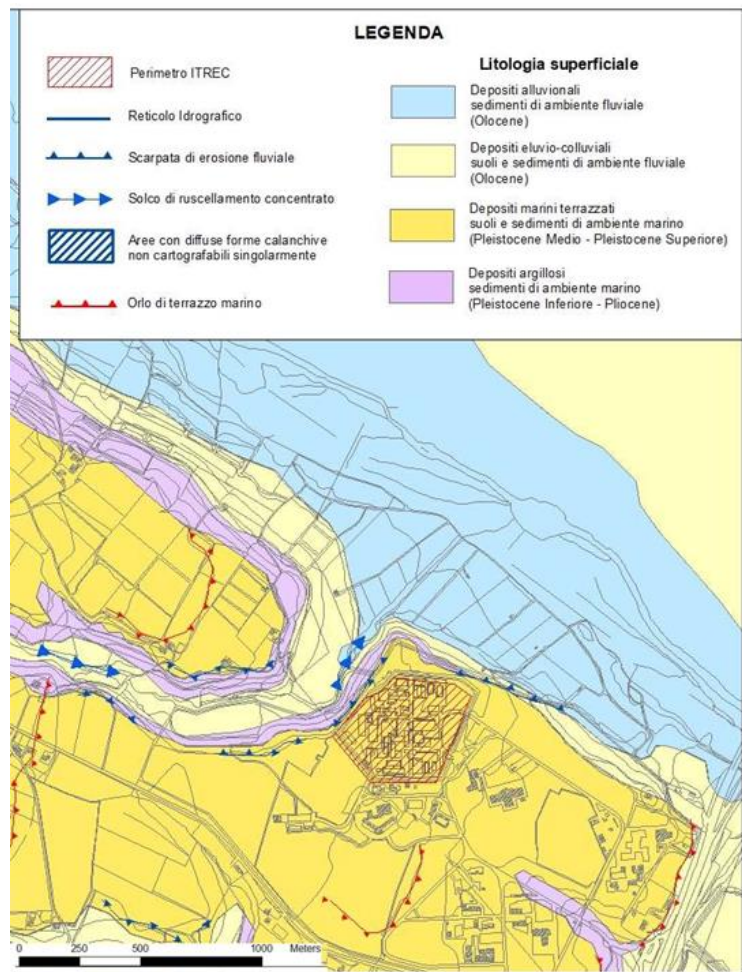 LEGENDA
Perimetro ITREC
Reticolo Idrografico
Scarpata di erosione fluviale
Solco di ruscellamento concentrato
Aree con diffuse forme calanchive
non cartografabili singolarmente
Orlo di terrazzo marino
Litologia superficiale
Depositi alluvionali
sedimenti di ambiente fluviale
(Olocene)
Depositi eluvio-colluviali
suoli e sedimenti di ambiente fluviale
(Olocene)
Depositi marini terrazzati
suoli e sedimenti di ambiente marino
(Pleistocene Medio - Pleistocene Superiore)
Depositi argillosi
sedimenti di ambiente marino
(Pleistocene Inferiore - Pliocene)
0 250 500 1000 Meters